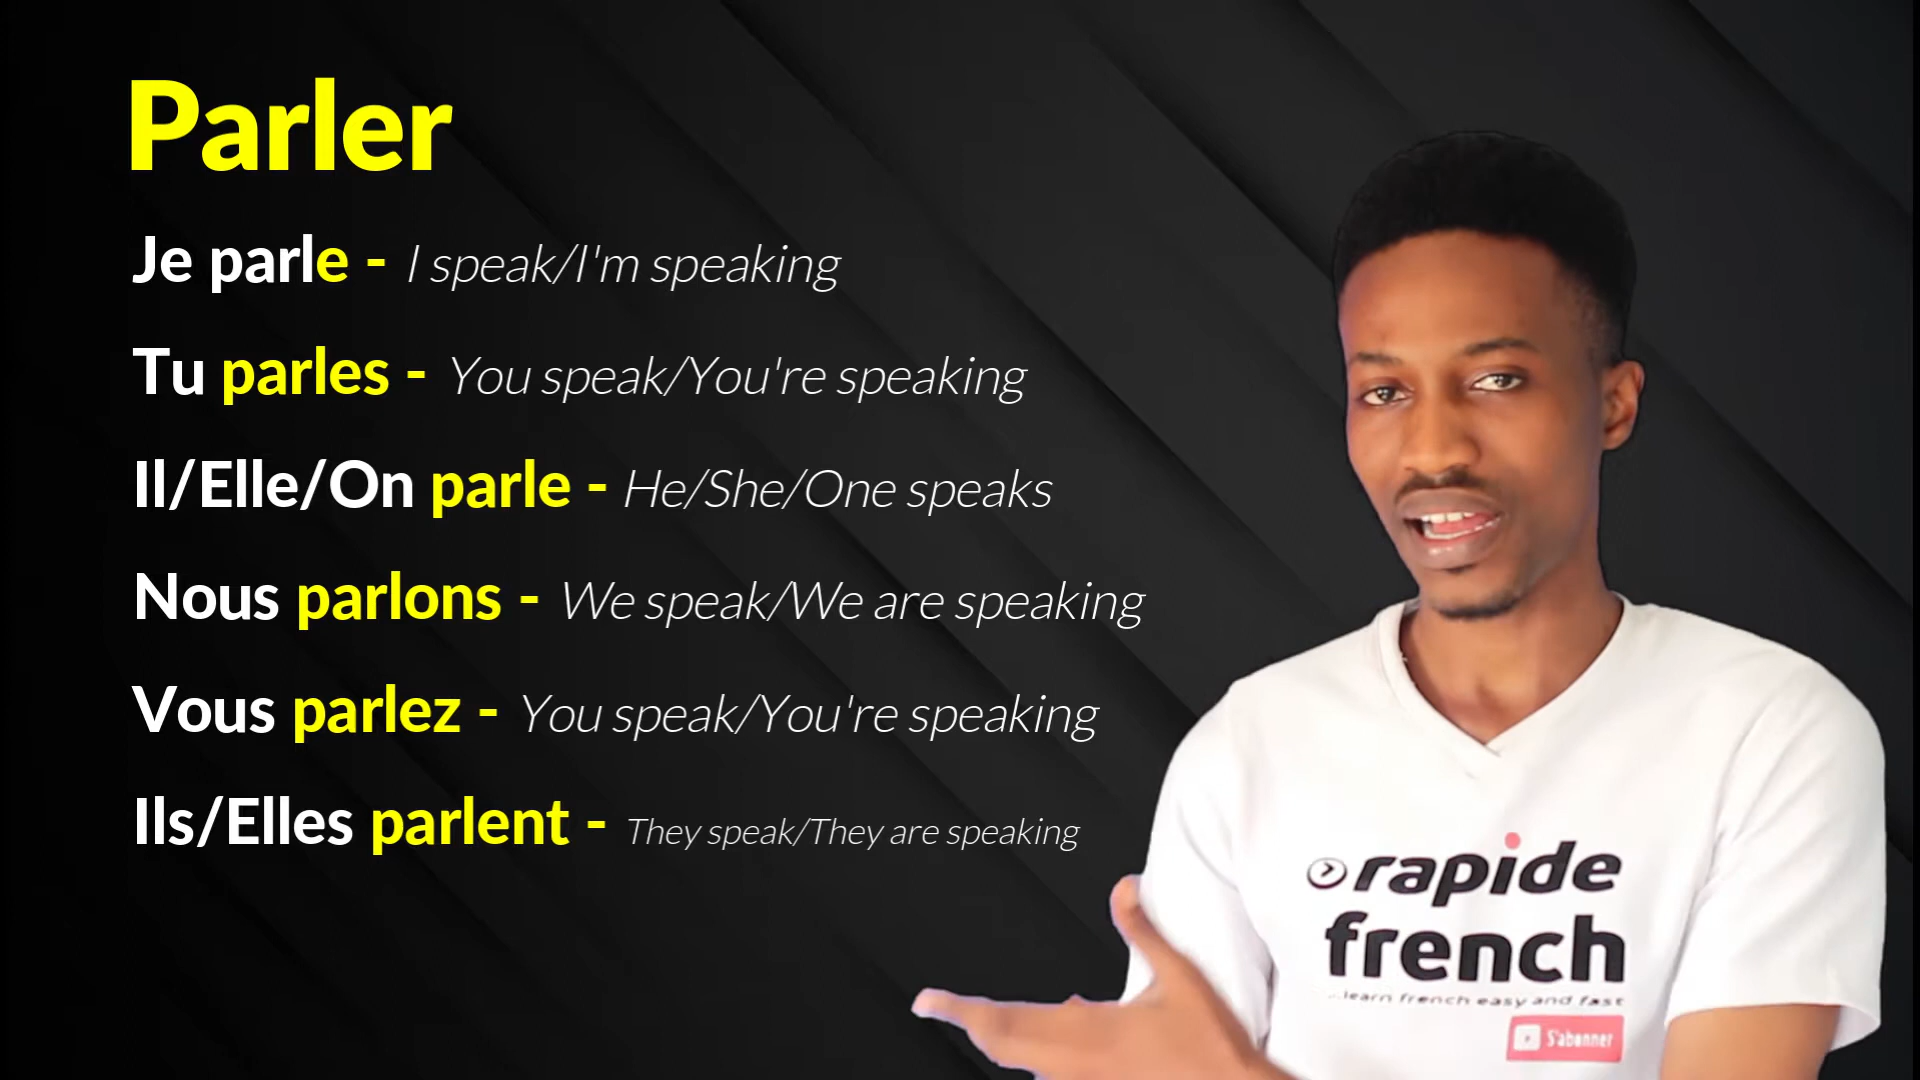 Parler
Je parle - I speak/I'm speaking
Tu parles - You speak/You're speaking
Il/Elle/On parle - He/She/One speaks
Nous parlons - We speak/We are speaking
Vous parlez - You speak/You're speaking
Ils/Elles parlent - They speak/They are speaking
rapide
french
...learn french easy and fast
S'abonner